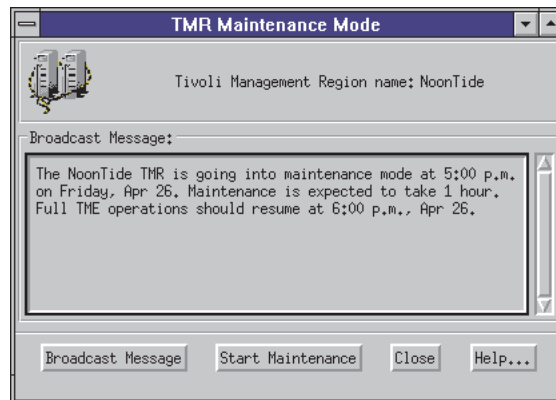 TMR Maintenance Mode
Tivoli Management Region name: NoonTide
Broadcast Message:
The NoonTide TMR is going into maintenance mode at 5:00 p.m.
on Friday, Apr 26. Maintenance is expected to take 1 hour.
Full TME operations should resume at 6:00 p.m., Apr 26.
Broadcast Message
Start Maintenance
Close
Help...